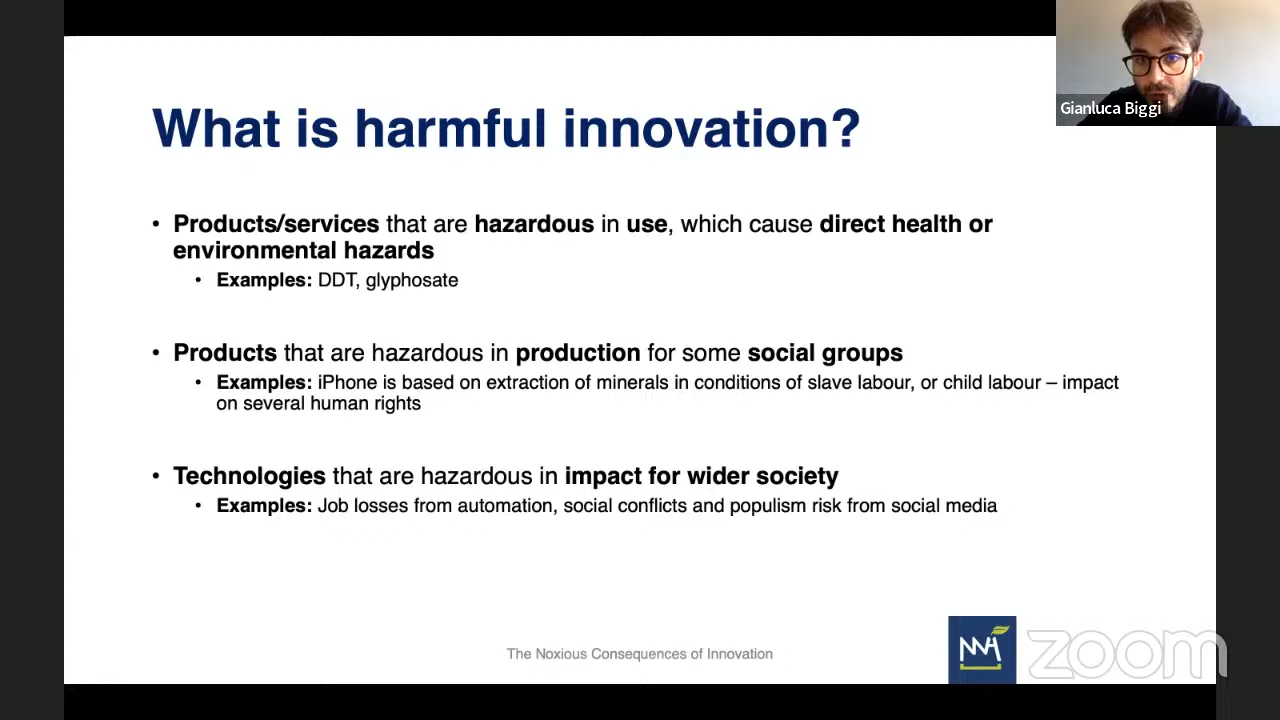 Gianluca Biggi
What is harmful innovation?
• Products/services that are hazardous in use, which cause direct health or
environmental hazards
• Examples: DDT, glyphosate
• Products that are hazardous in production for some social groups
• Examples: iPhone is based on extraction of minerals in conditions of slave labour, or child labour – impact
on several human rights
• Technologies that are hazardous in impact for wider society
• Examples: Job losses from automation, social conflicts and populism risk from social media
The Noxious Consequences of Innovation
zoom